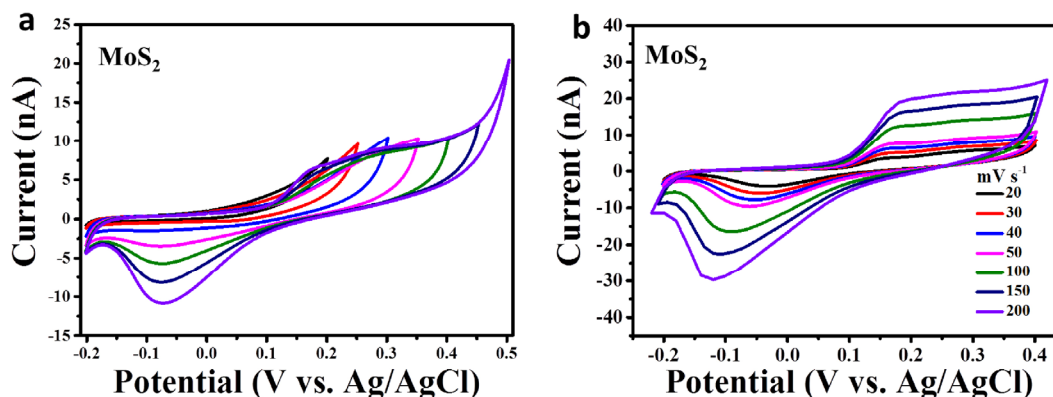 a
MoS2
Current (nA)
25
20
15
10
5
0
-5
-10
-15
-0.2 -0.1 0.0 0.1 0.2 0.3 0.4 0.5
Potential (V vs. Ag/AgCl)
b
MoS2
Current (nA)
40
30
20
10
0
-10
-20
-30
-40
-0.2 -0.1 0.0 0.1 0.2 0.3 0.4
Potential (V vs. Ag/AgCl)
mV s-1
20
30
40
50
100
150
200